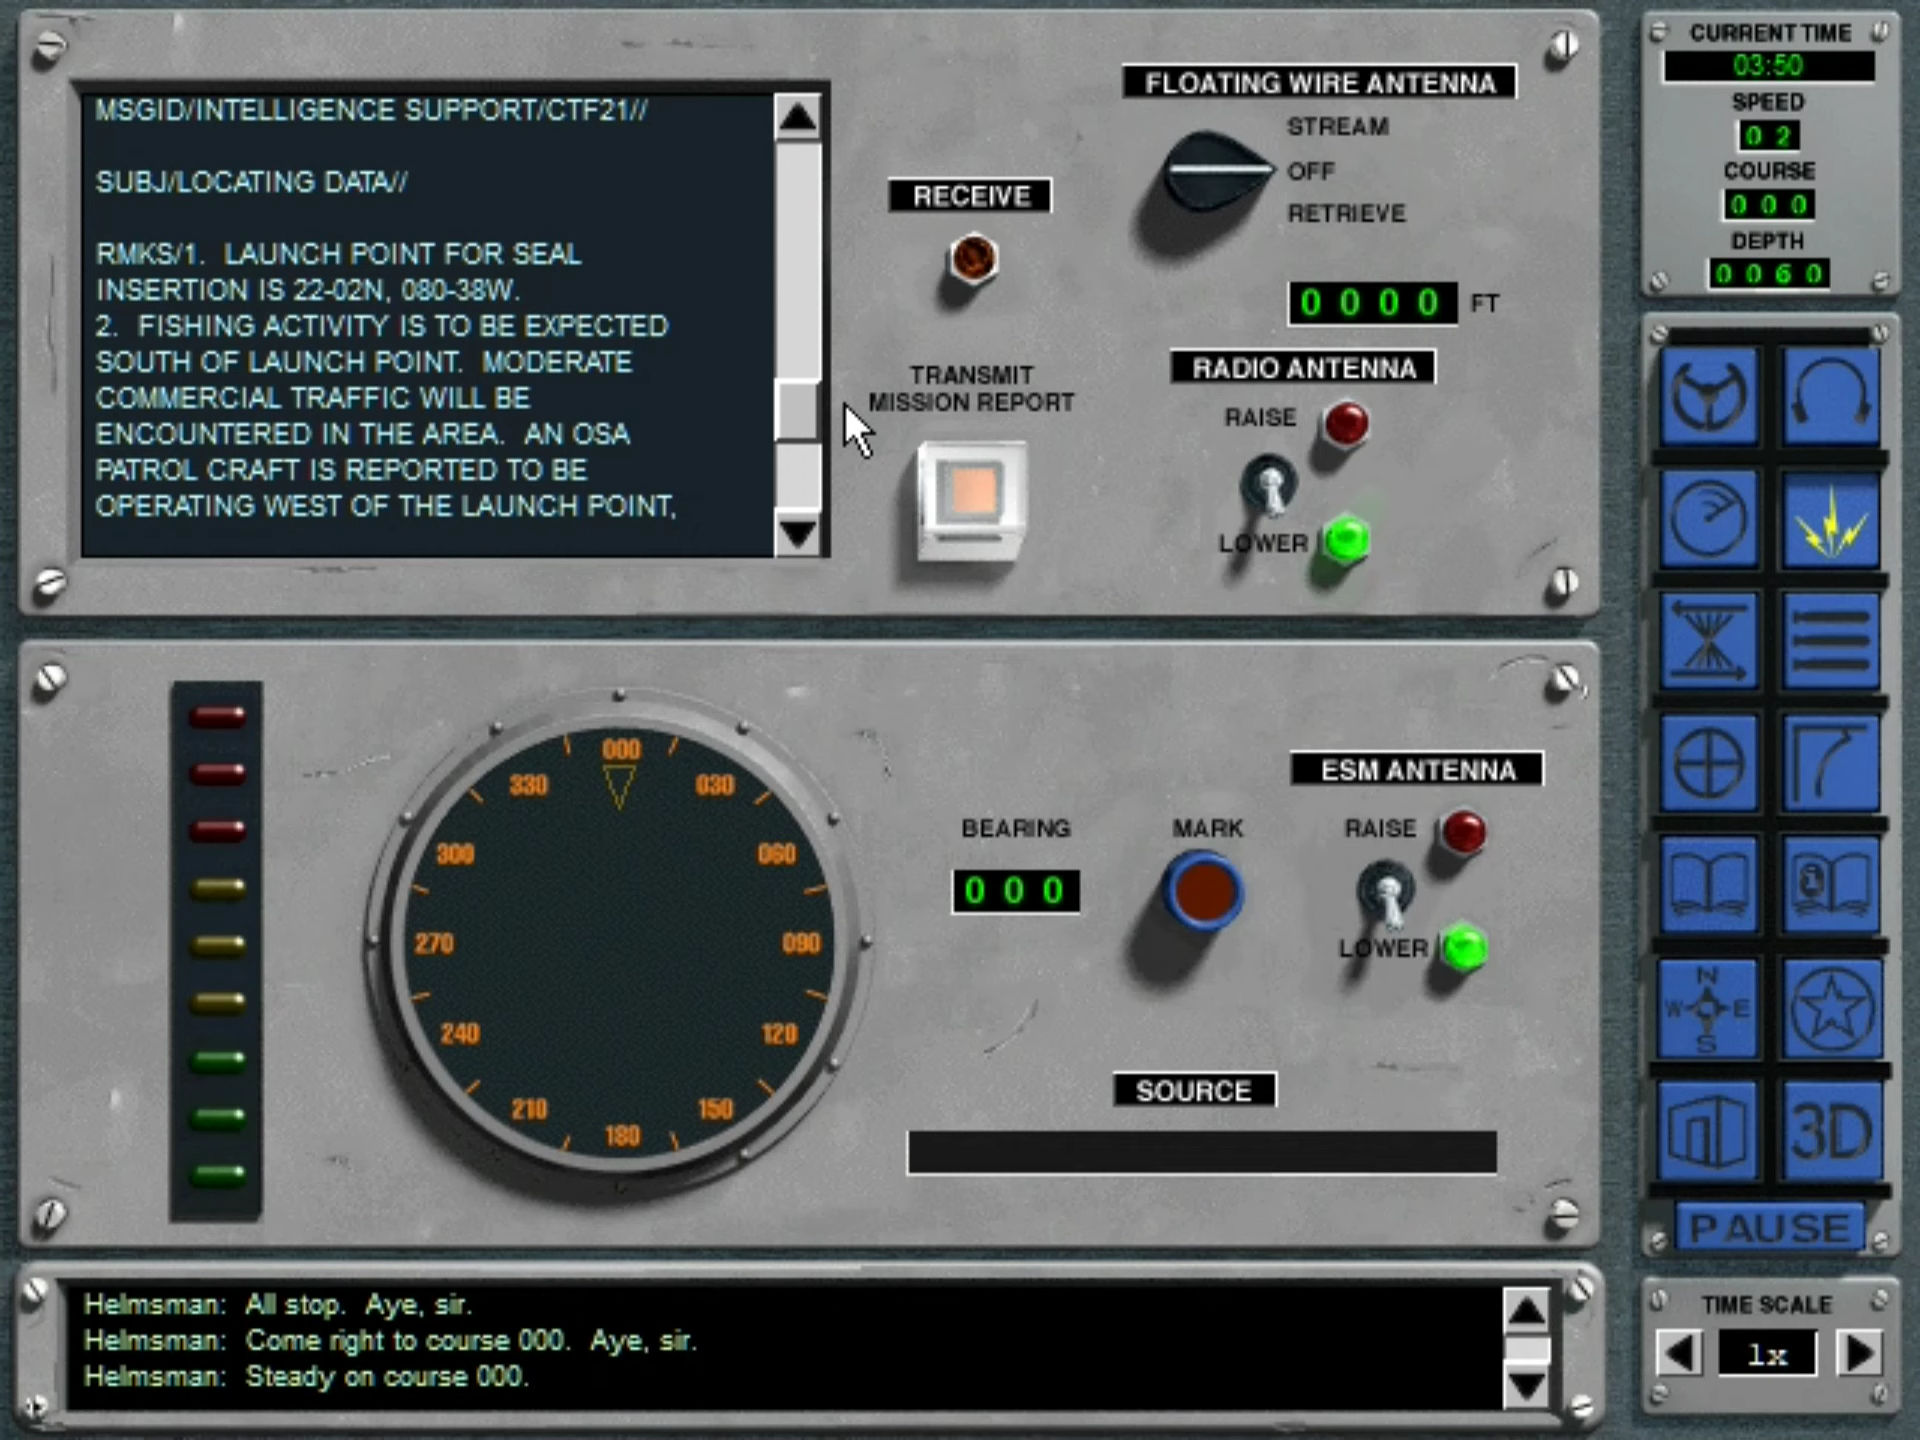 MSGID/INTELLIGENCE SUPPORT/CTF21//
SUBJ/LOCATING DATA//
RMKS/1.  LAUNCH POINT FOR SEAL
INSERTION IS 22-02N, 080-38W.
2.  FISHING ACTIVITY IS TO BE EXPECTED
SOUTH OF LAUNCH POINT.  MODERATE
COMMERCIAL TRAFFIC WILL BE
ENCOUNTERED IN THE AREA.  AN OSA
PATROL CRAFT IS REPORTED TO BE
OPERATING WEST OF THE LAUNCH POINT,
RECEIVE
TRANSMIT
MISSION REPORT
FLOATING WIRE ANTENNA
STREAM
OFF
RETRIEVE
0000 FT
RADIO ANTENNA
RAISE
LOWER
CURRENT TIME
03:50
SPEED
02
COURSE
000
DEPTH
0060
000
030
060
090
120
150
180
210
240
270
300
330
BEARING
000
MARK
ESM ANTENNA
RAISE
LOWER
SOURCE
N
W E
S
3D
PAUSE
TIME SCALE
1x
Helmsman:  All stop.  Aye, sir.
Helmsman:  Come right to course 000.  Aye, sir.
Helmsman:  Steady on course 000.